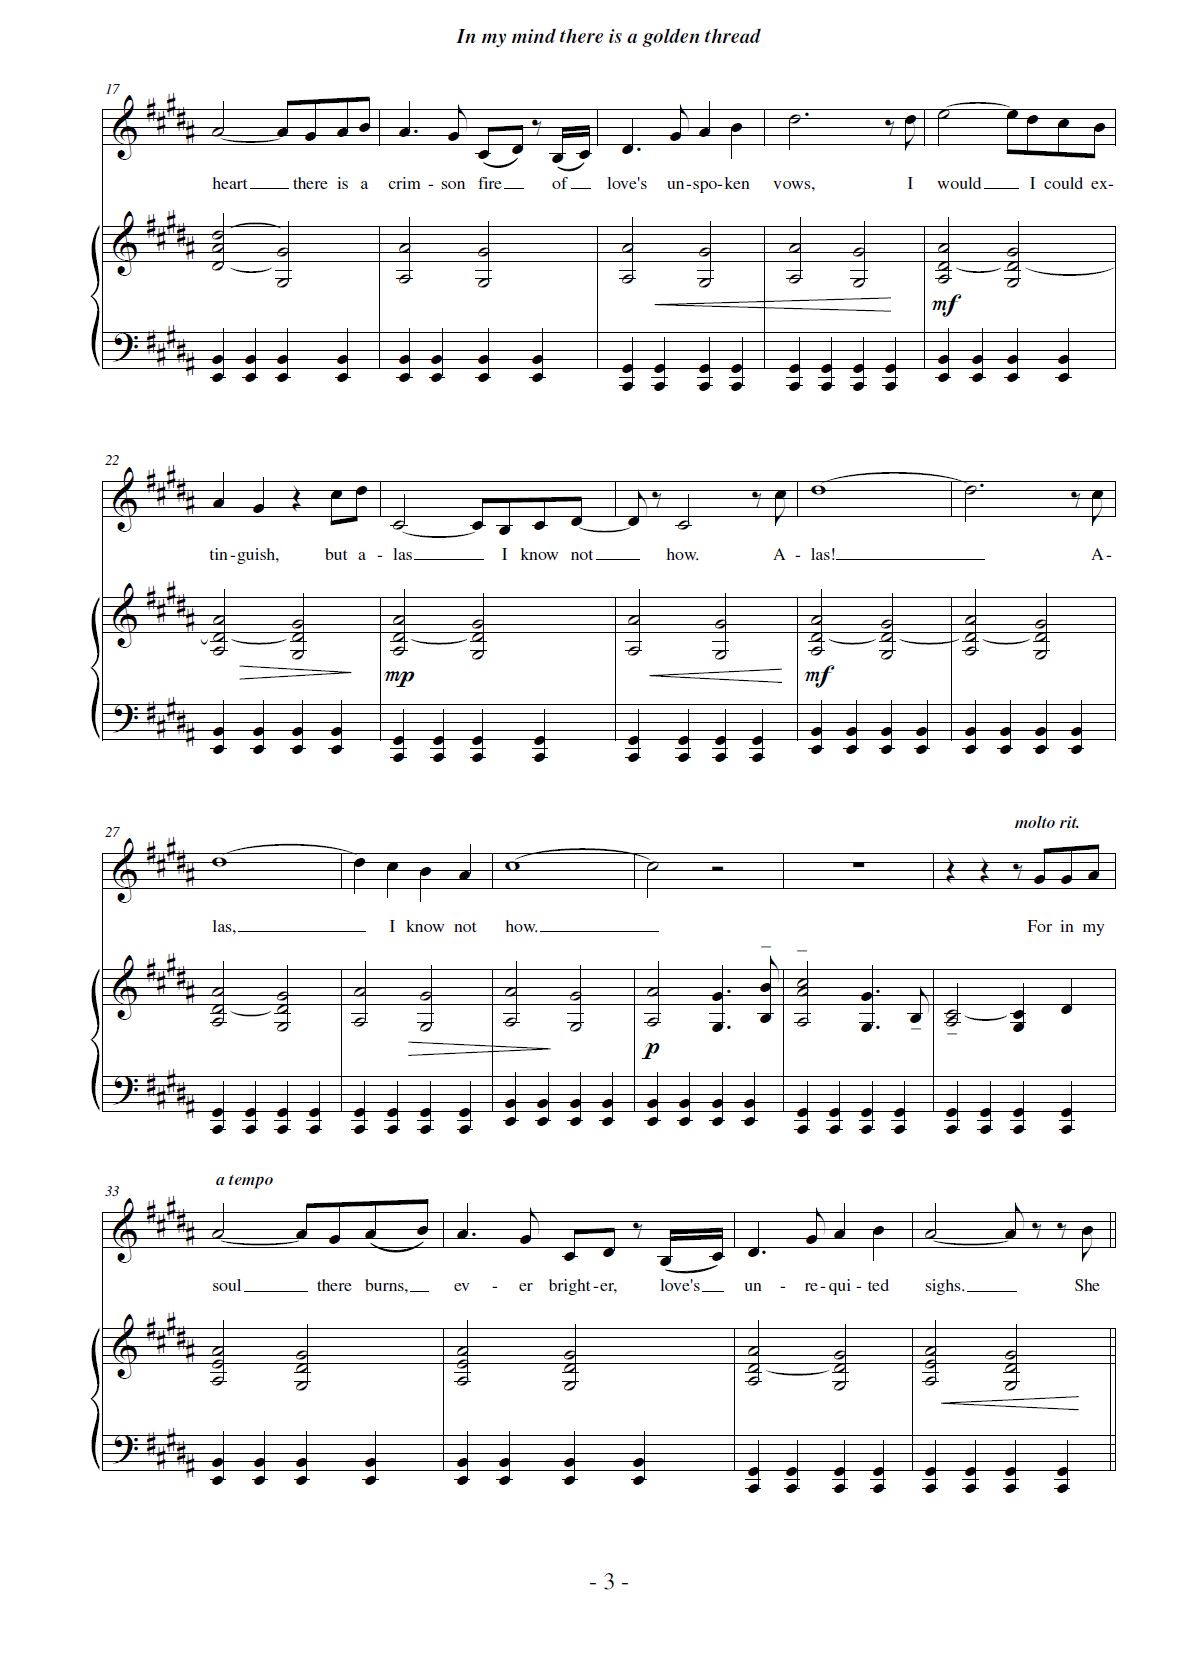 In my mind there is a golden thread
17
heart there is a crim - son fire of love's un-spo-ken vows, I would I could ex-
mf
22
tin-guish, but a - las I know not how. A - las! A-
mp mf
27
molto rit.
las, I know not how. For in my
p
33
a tempo
soul there burns, ev - er bright-er, love's un - re-qui-ted sighs. She
- 3 -